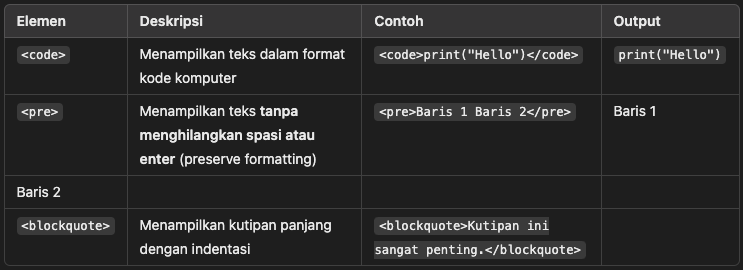 Elemen Deskripsi Contoh Output
<code> Menampilkan teks dalam format <code>print("Hello")</code> print("Hello")
kode komputer
<pre> Menampilkan teks tanpa <pre>Baris 1 Baris 2</pre> Baris 1
menghilangkan spasi atau
enter (preserve formatting)
Baris 2
<blockquote> Menampilkan kutipan panjang <blockquote>Kutipan ini
dengan indentasi sangat penting.</blockquote>